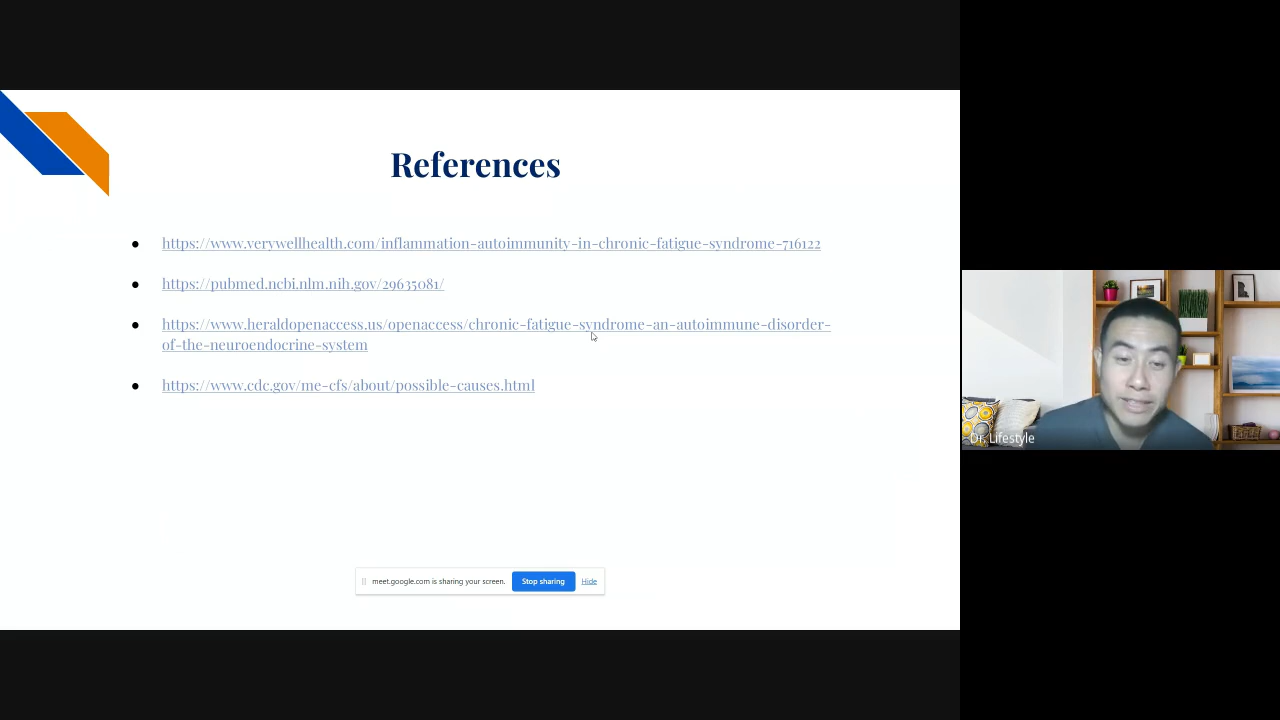 References
https://www.verywellhealth.com/inflammation-autoimmunity-in-chronic-fatigue-syndrome-716122
https://pubmed.ncbi.nlm.nih.gov/29635081/
https://www.heraldopenaccess.us/openaccess/chronic-fatigue-syndrome-an-autoimmune-disorder-
of-the-neuroendocrine-system
https://www.cdc.gov/me-cfs/about/possible-causes.html
meet.google.com is sharing your screen. Stop sharing Hide
Dr. Lifestyle